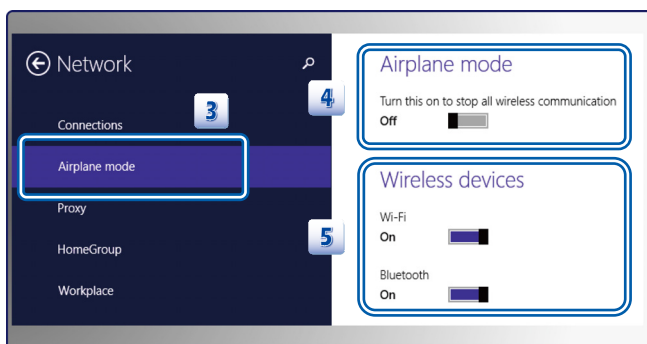 Network
3
Connections
Airplane mode
Proxy
HomeGroup
Workplace
4
Airplane mode
Turn this on to stop all wireless communication
Off
5
Wireless devices
Wi-Fi
On
Bluetooth
On